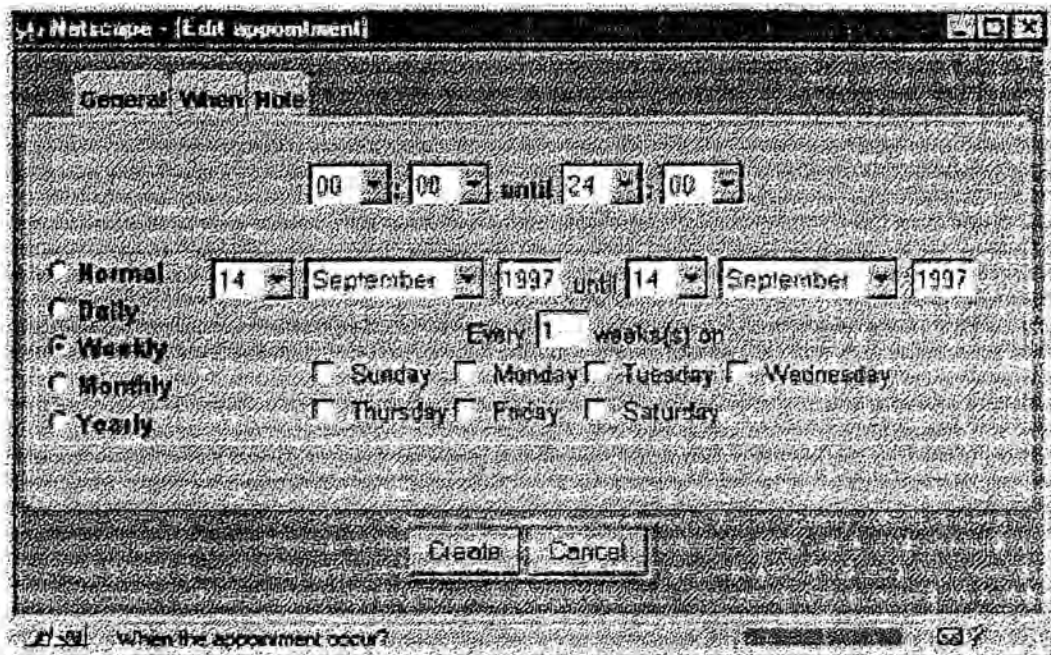 Netscape - [Edit appointment]
General When Note
00 : 00 until 24 : 00
Normal 14 September 1997 until 14 September 1997
Daily
Every 1 weeks(s) on
Weekly
Sunday Monday Tuesday Wednesday
Monthly
Thursday Friday Saturday
Yearly
Create Cancel
When the appointment occur?